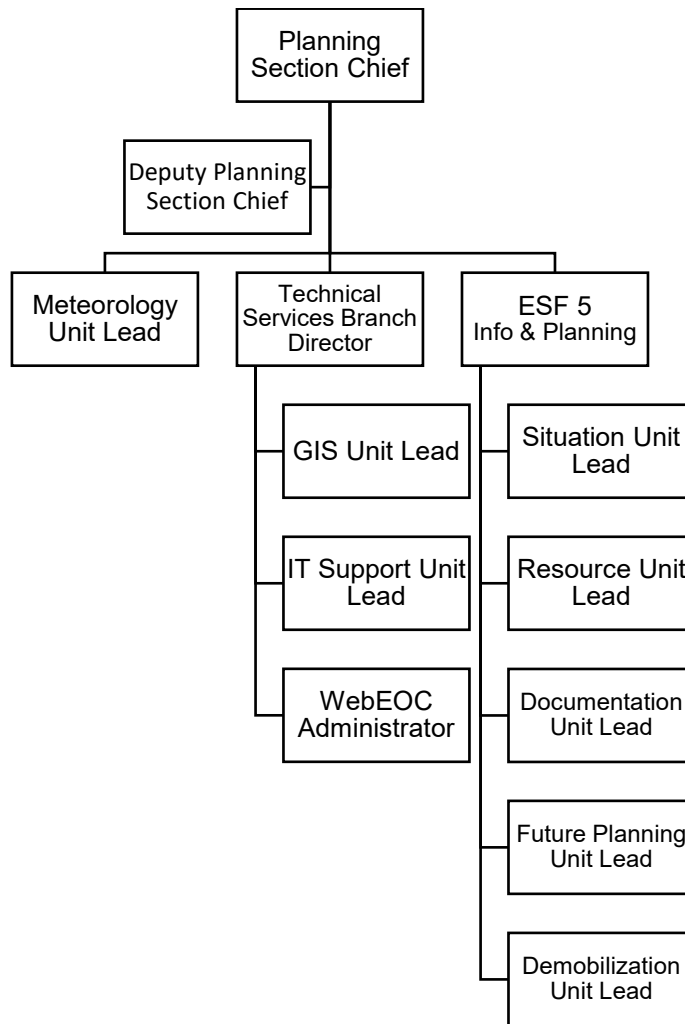 Planning
Section Chief
Deputy Planning
Section Chief
Meteorology
Unit Lead
Technical
Services Branch
Director
ESF 5
Info & Planning
GIS Unit Lead
IT Support Unit
Lead
WebEOC
Administrator
Situation Unit
Lead
Resource Unit
Lead
Documentation
Unit Lead
Future Planning
Unit Lead
Demobilization
Unit Lead